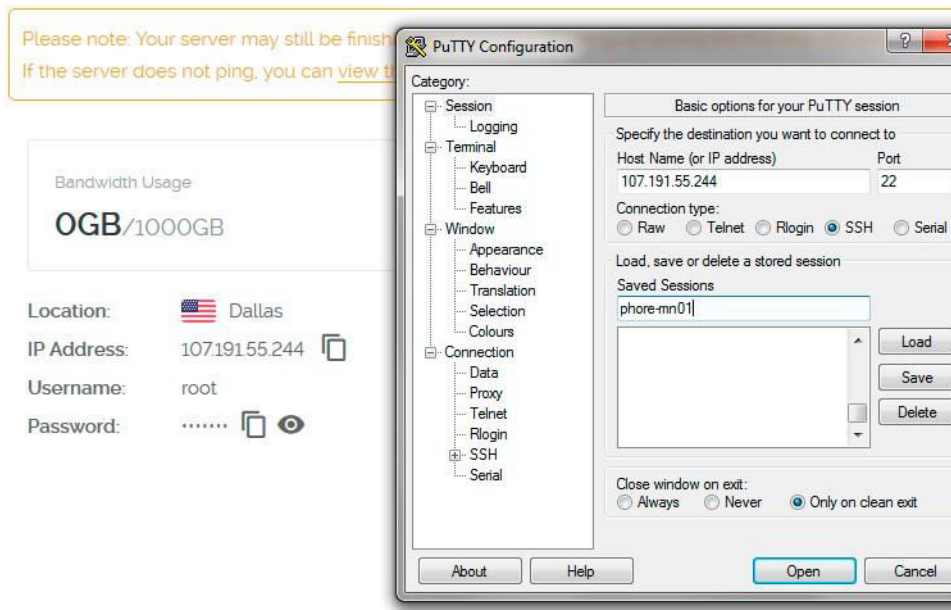 Please note: Your server may still be finish
If the server does not ping, you can view t
Bandwidth Usage
0GB/1000GB
Location: Dallas
IP Address: 107.191.55.244
Username: root
Password: ·······
PuTTY Configuration
Category:
Session
Logging
Terminal
Keyboard
Bell
Features
Window
Appearance
Behaviour
Translation
Selection
Colours
Connection
Data
Proxy
Telnet
Rlogin
SSH
Serial
Basic options for your PuTTY session
Specify the destination you want to connect to
Host Name (or IP address) Port
107.191.55.244 22
Connection type:
Raw Telnet Rlogin SSH Serial
Load, save or delete a stored session
Saved Sessions
phore-mn01
Load
Save
Delete
Close window on exit:
Always Never Only on clean exit
About Help Open Cancel